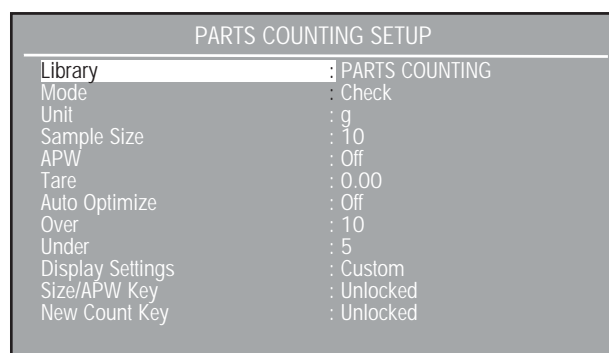 PARTS COUNTING SETUP
Library : PARTS COUNTING
Mode : Check
Unit : g
Sample Size : 10
APW : Off
Tare : 0.00
Auto Optimize : Off
Over : 10
Under : 5
Display Settings : Custom
Size/APW Key : Unlocked
New Count Key : Unlocked